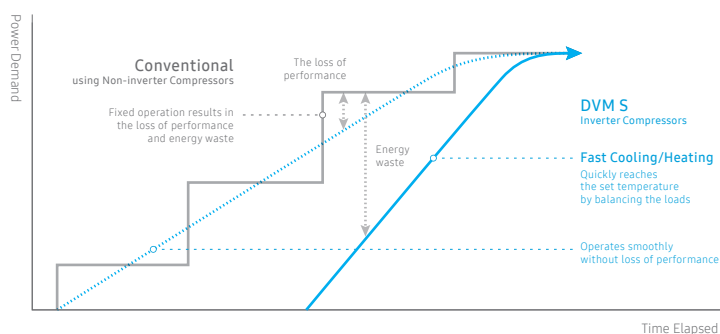 Power Demand
Conventional
using Non-inverter Compressors
The loss of
performance
Fixed operation results in
the loss of performance
and energy waste
Energy
waste
DVM S
Inverter Compressors
Fast Cooling/Heating
Quickly reaches
the set temperature
by balancing the loads
Operates smoothly
without loss of performance
Time Elapsed